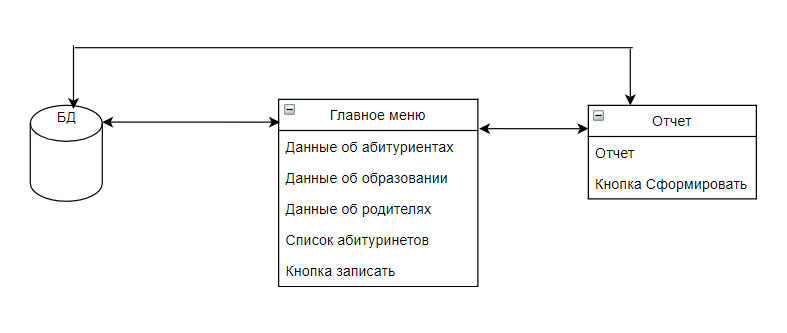 БД
Главное меню
Данные об абитуриентах
Данные об образовании
Данные об родителях
Список абитуринетов
Кнопка записать
Отчет
Отчет
Кнопка Сформировать